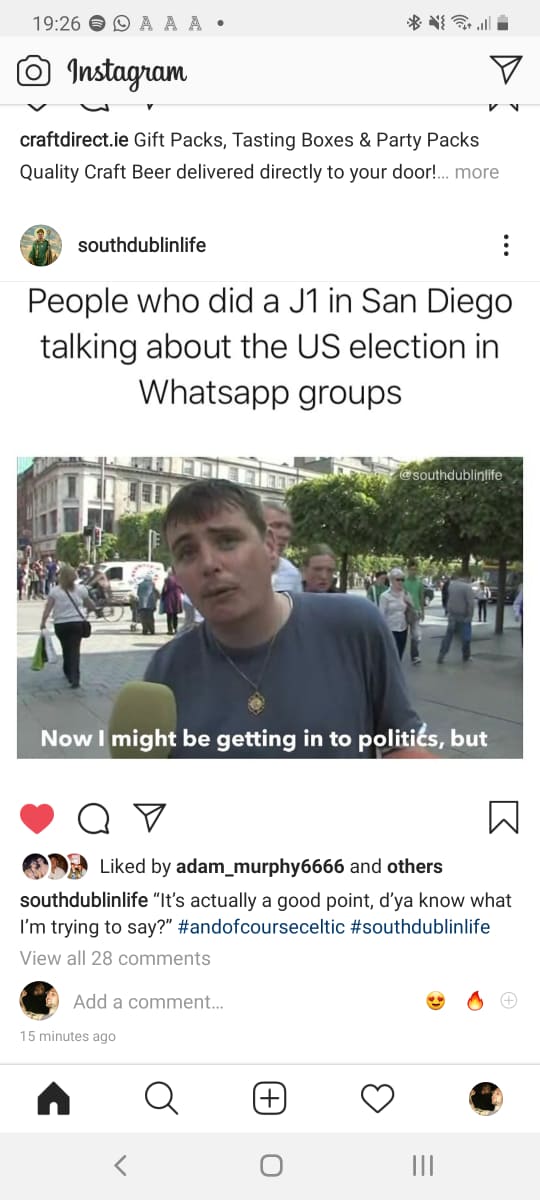 19:26
Instagram
craftdirect.ie Gift Packs, Tasting Boxes & Party Packs
Quality Craft Beer delivered directly to your door!... more
southdublinlife
People who did a J1 in San Diego
talking about the US election in
Whatsapp groups
@southdublinlife
Now I might be getting in to politics, but
Liked by adam_murphy6666 and others
southdublinlife “It's actually a good point, d'ya know what
I'm trying to say?” #andofcourseceltic #southdublinlife
View all 28 comments
Add a comment...
15 minutes ago